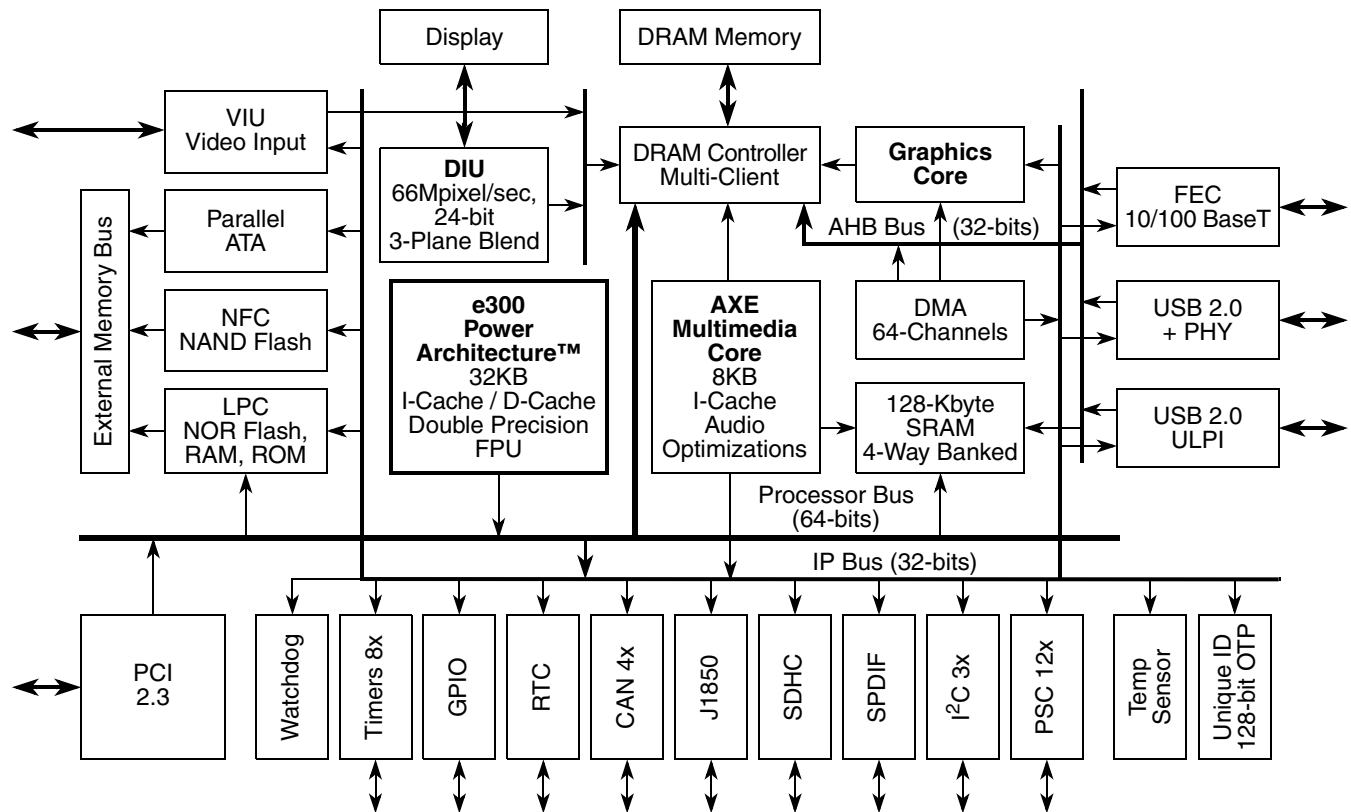 Display
DRAM Memory
VIU
Video Input
DIU
66Mpixel/sec,
24-bit
3-Plane Blend
DRAM Controller
Multi-Client
Graphics
Core
FEC
10/100 BaseT
Parallel
ATA
AHB Bus (32-bits)
External Memory Bus
NFC
NAND Flash
e300
Power
Architecture™
32KB
I-Cache / D-Cache
Double Precision
FPU
AXE
Multimedia
Core
8KB
I-Cache
Audio
Optimizations
DMA
64-Channels
USB 2.0
+ PHY
LPC
NOR Flash,
RAM, ROM
128-Kbyte
SRAM
4-Way Banked
USB 2.0
ULPI
Processor Bus
(64-bits)
IP Bus (32-bits)
PCI
2.3
Watchdog
Timers 8x
GPIO
RTC
CAN 4x
J1850
SDHC
SPDIF
I²C 3x
PSC 12x
Temp
Sensor
Unique ID
128-bit OTP